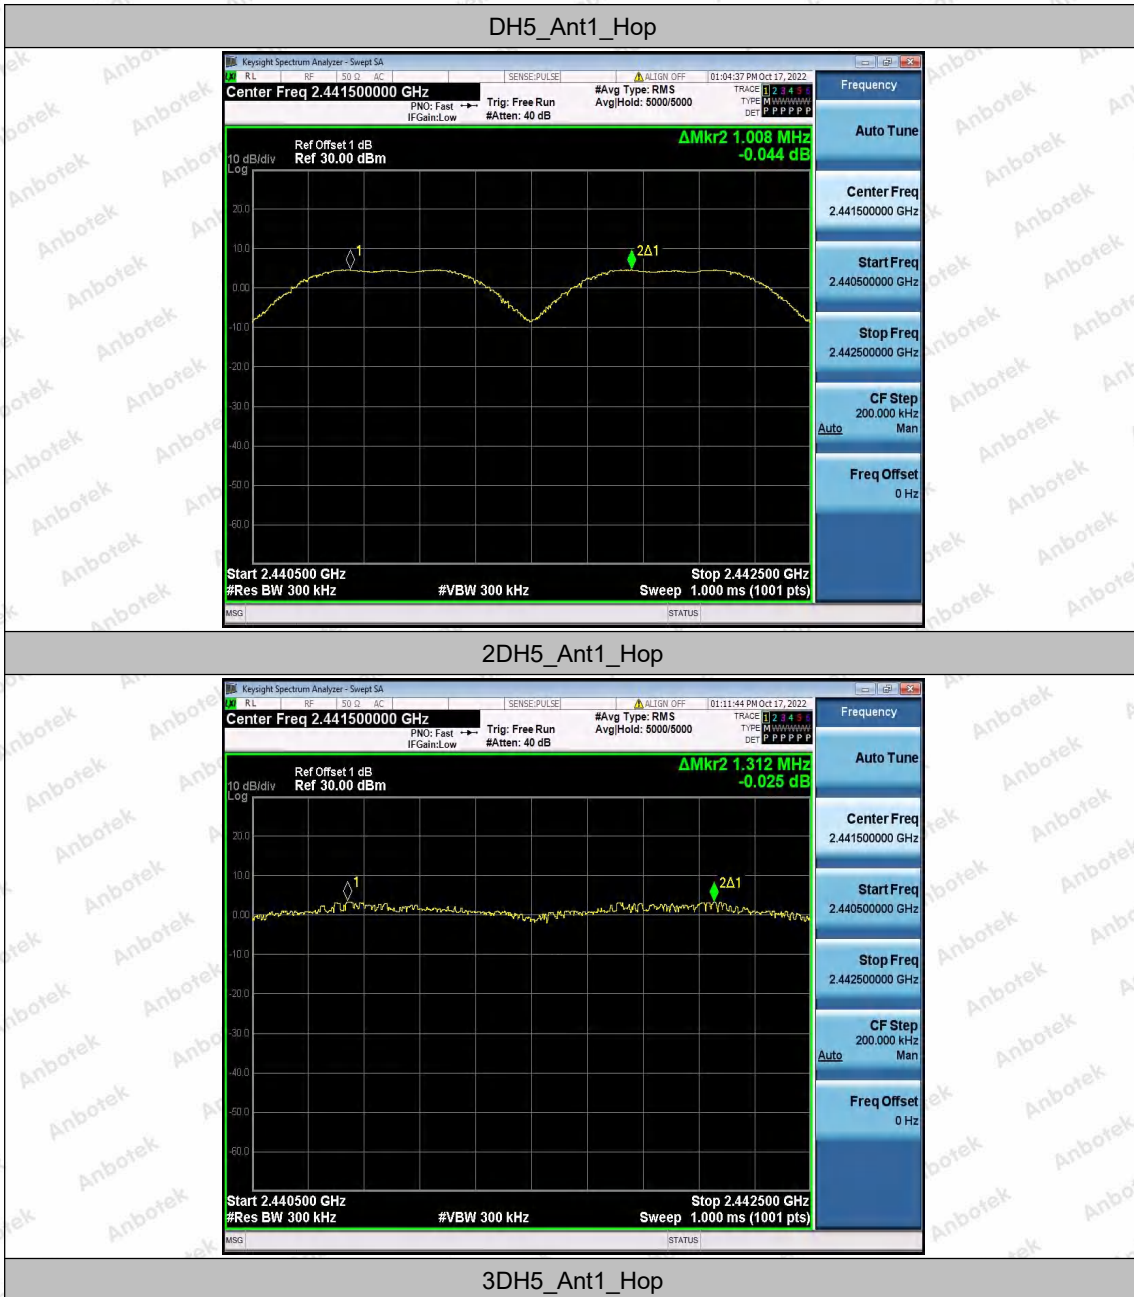 DH5_Ant1_Hop
Keysight Spectrum Analyzer - Swept SA
RL RF 50 Ω AC SENSE:PULSE ALIGN OFF 01:04:37 PM Oct 17, 2022
Center Freq 2.441500000 GHz
PNO: Fast
IFGain:Low
Trig: Free Run
#Atten: 40 dB
#Avg Type: RMS
Avg|Hold: 5000/5000
TRACE 1 2 3 4 5 6
TYPE M WWWWW
DET P P P P P P
Frequency
ΔMkr2 1.008 MHz
-0.044 dB
Ref Offset 1 dB
10 dB/div Ref 30.00 dBm
Log
20.0
10.0
0.00
-10.0
-20.0
-30.0
-40.0
-50.0
-60.0
1
2Δ1
Start 2.440500 GHz
Stop 2.442500 GHz
#Res BW 300 kHz #VBW 300 kHz Sweep 1.000 ms (1001 pts)
MSG STATUS
Auto Tune
Center Freq
2.441500000 GHz
Start Freq
2.440500000 GHz
Stop Freq
2.442500000 GHz
CF Step
200.000 kHz
Auto Man
Freq Offset
0 Hz
2DH5_Ant1_Hop
Keysight Spectrum Analyzer - Swept SA
RL RF 50 Ω AC SENSE:PULSE ALIGN OFF 01:11:44 PM Oct 17, 2022
Center Freq 2.441500000 GHz
PNO: Fast
IFGain:Low
Trig: Free Run
#Atten: 40 dB
#Avg Type: RMS
Avg|Hold: 5000/5000
TRACE 1 2 3 4 5 6
TYPE M WWWWW
DET P P P P P P
Frequency
ΔMkr2 1.312 MHz
-0.025 dB
Ref Offset 1 dB
10 dB/div Ref 30.00 dBm
Log
20.0
10.0
0.00
-10.0
-20.0
-30.0
-40.0
-50.0
-60.0
1
2Δ1
Start 2.440500 GHz
Stop 2.442500 GHz
#Res BW 300 kHz #VBW 300 kHz Sweep 1.000 ms (1001 pts)
MSG STATUS
Auto Tune
Center Freq
2.441500000 GHz
Start Freq
2.440500000 GHz
Stop Freq
2.442500000 GHz
CF Step
200.000 kHz
Auto Man
Freq Offset
0 Hz
3DH5_Ant1_Hop